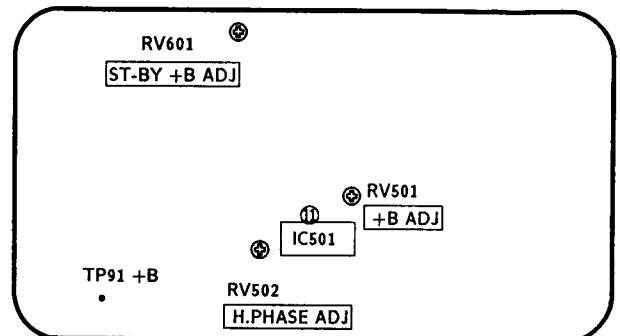 RV601
ST-BY +B ADJ
RV501
+B ADJ
11
IC501
TP91 +B
RV502
H.PHASE ADJ